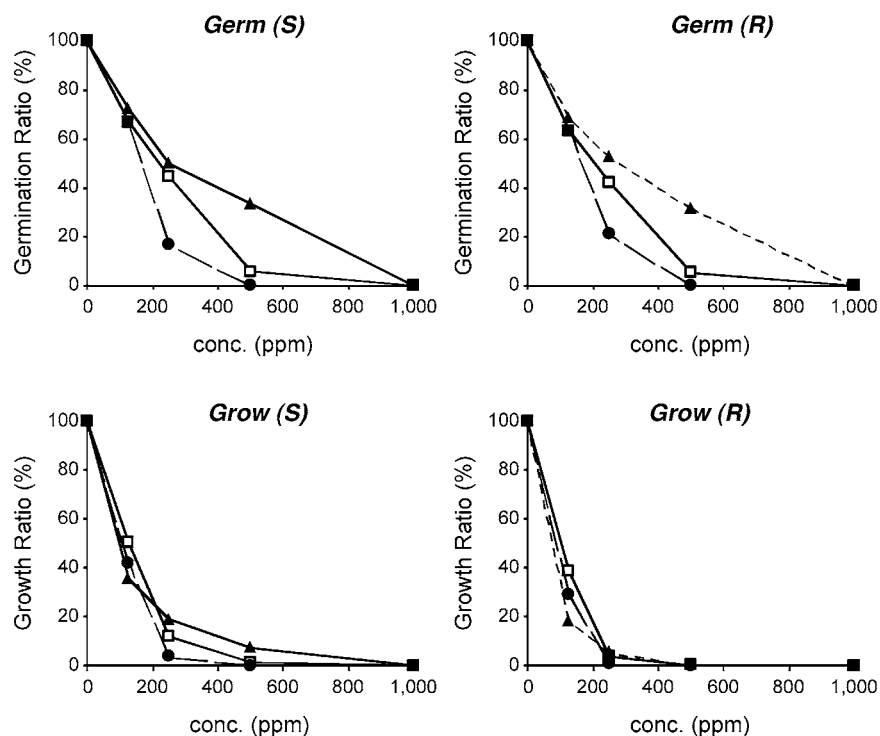 Germ (S)
Germination Ratio (%)
100
80
60
40
20
0
0 200 400 600 800 1,000
conc. (ppm)
Germ (R)
Germination Ratio (%)
100
80
60
40
20
0
0 200 400 600 800 1,000
conc. (ppm)
Grow (S)
Growth Ratio (%)
100
80
60
40
20
0
0 200 400 600 800 1,000
conc. (ppm)
Grow (R)
Growth Ratio (%)
100
80
60
40
20
0
0 200 400 600 800 1,000
conc. (ppm)